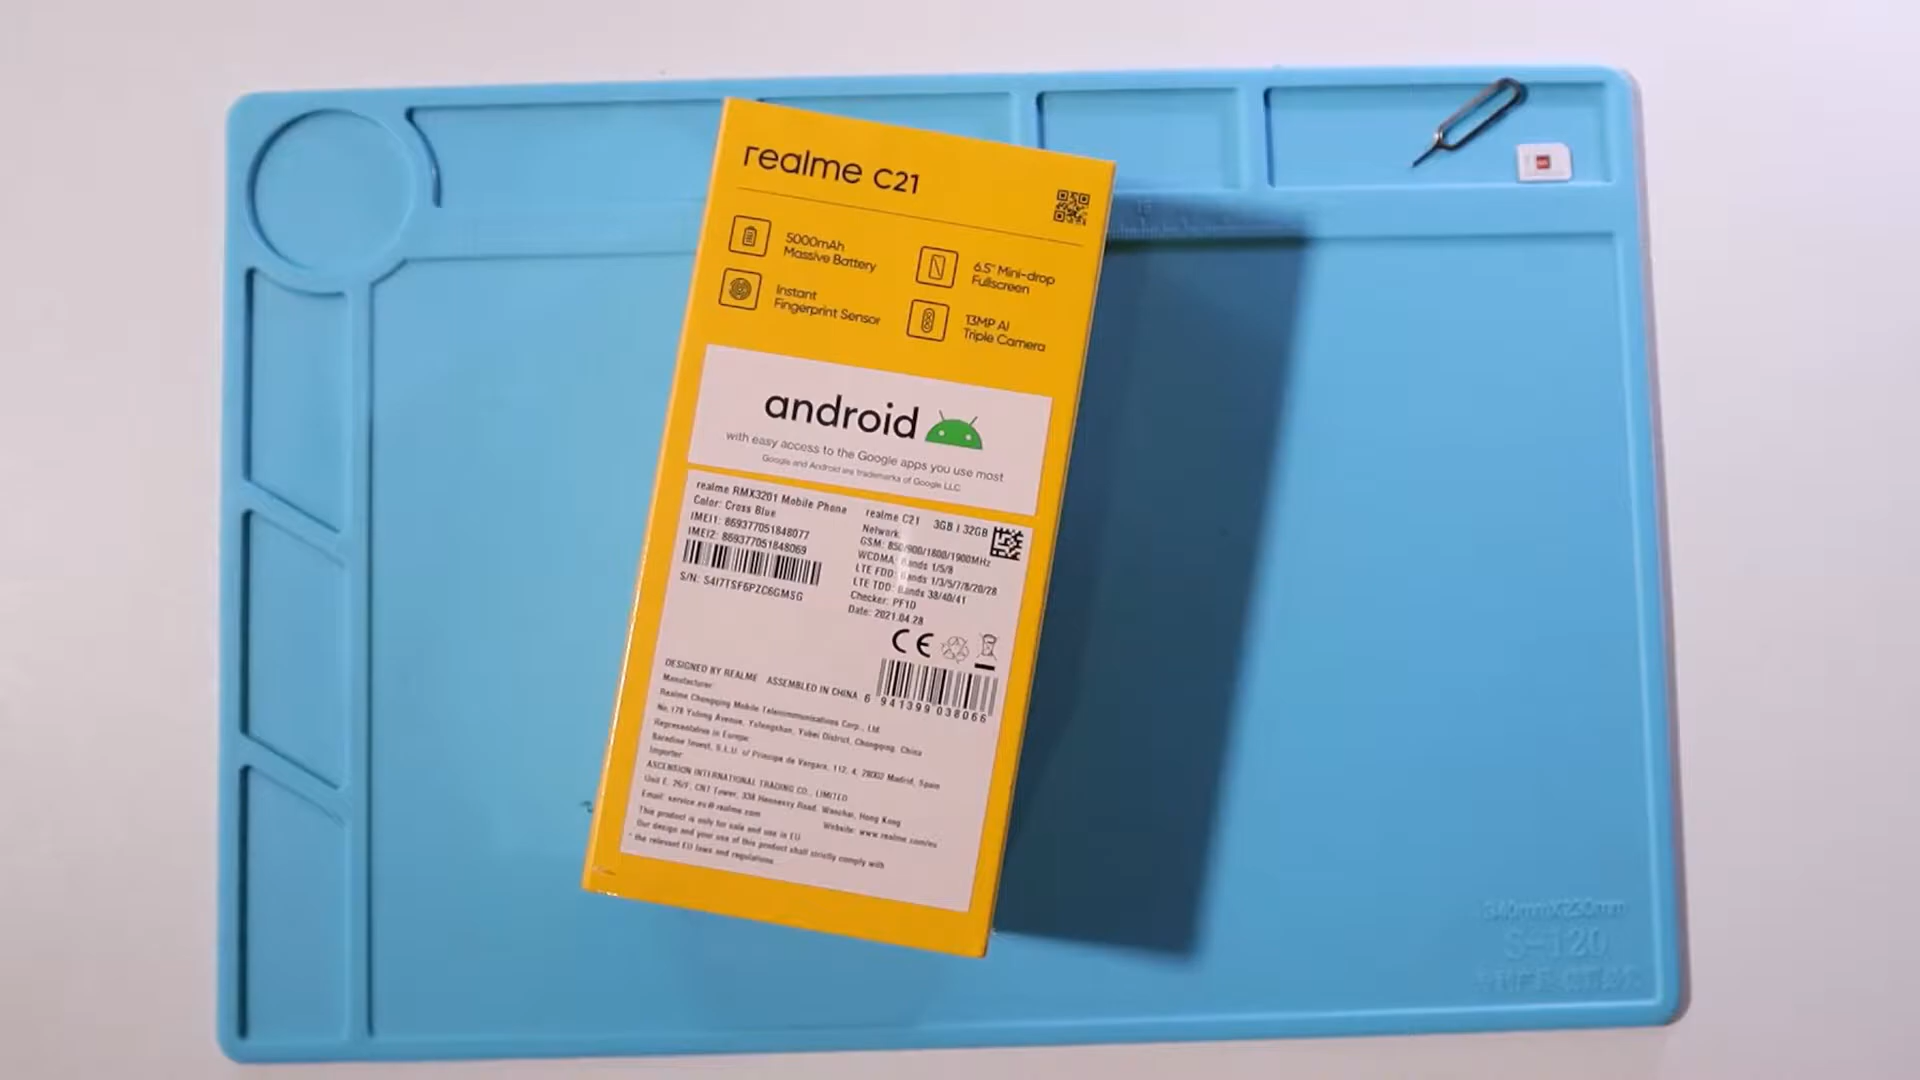 realme C21
5000mAh
Massive Battery
6.5" Mini-drop
Fullscreen
Instant
Fingerprint Sensor
13MP AI
Triple Camera
android
with easy access to the Google apps you use most
Google and Android are trademarks of Google LLC
realme RMX3201 Mobile Phone
Color: Cross Blue
IMEI1: 869377051848077
IMEI2: 869377051848069
S/N: S4I7TSF6PZC6GMSG
realme C21 3GB | 32GB
Network:
GSM: 850/900/1800/1900MHz
WCDMA: Bands 1/5/8
LTE FDD: Bands 1/3/5/7/8/20/28
LTE TDD: Bands 38/40/41
Checker: PF10
Date: 2021.04.28
CE
DESIGNED BY REALME ASSEMBLED IN CHINA
6 941399 038066
Manufacturer:
Realme Chongqing Mobile Telecommunications Corp., Ltd
No.178 Yulong Avenue, Yufengshan, Yubei District, Chongqing, China
Representative in Europe:
Baradine Invest, S.L.U. c/ Principe de Vergara, 112, 4, 28002 Madrid, Spain
Importer:
ASCENSION INTERNATIONAL TRADING CO., LIMITED
Unit E, 26/F, CNT Tower, 338 Hennessy Road, Wanchai, Hong Kong
Email: service.eu@realme.com Website: www.realme.com/eu
This product is only for sale and use in EU
Our design and your use of this product shall strictly comply with
the relevant EU laws and regulations
340mmX230mm
S-120